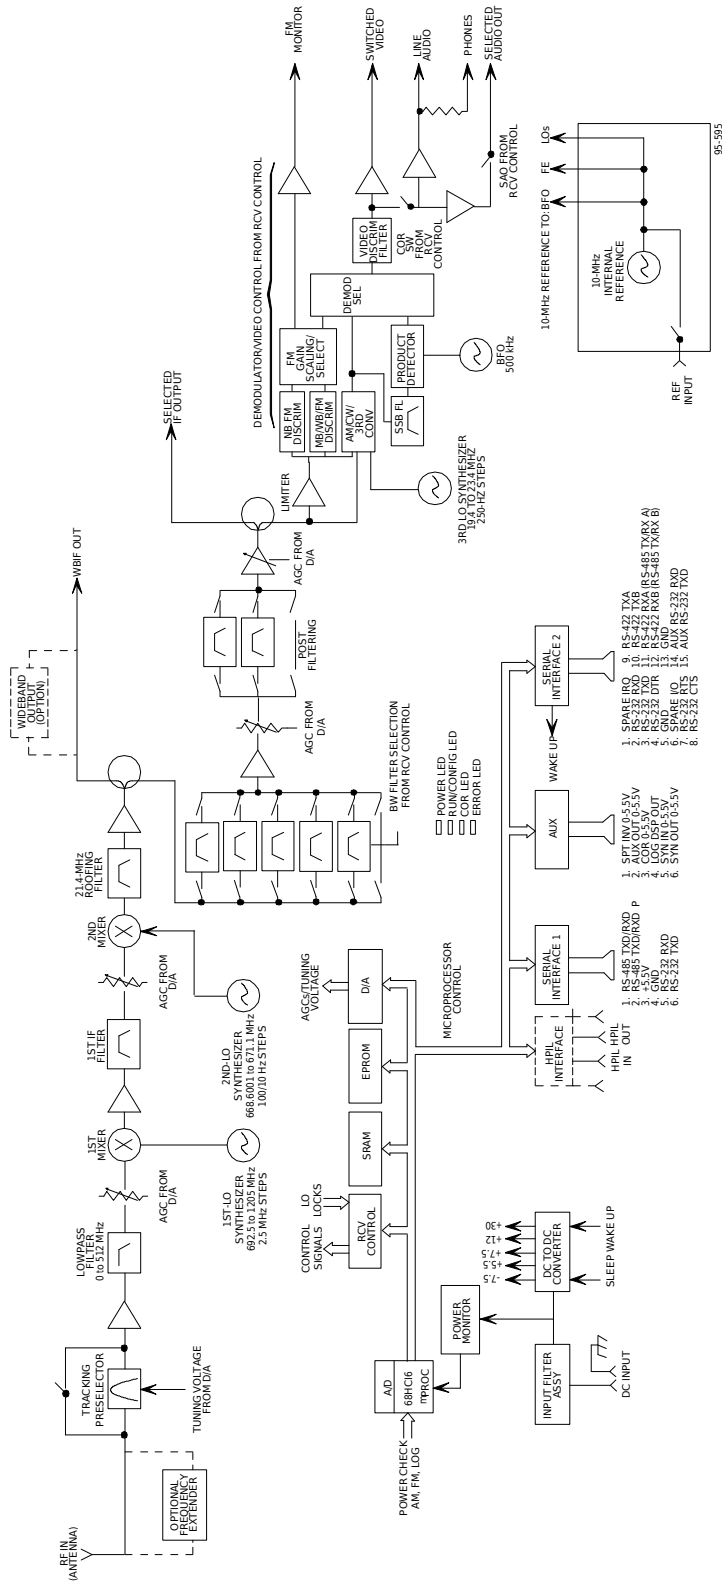 RF IN
(ANTENNA)
OPTIONAL
FREQUENCY
EXTENDER
TRACKING
PRESELECTOR
TUNING VOLTAGE
FROM D/A
LOWPASS
FILTER
0 to 512 MHz
AGC FROM
D/A
1ST
MIXER
1ST-LO
SYNTHESIZER
692.5 to 1205 MHz
2.5 MHz STEPS
1ST IF
FILTER
AGC FROM
D/A
2ND
MIXER
2ND-LO
SYNTHESIZER
668.6001 to 671.1 MHz
100/10 Hz STEPS
21.4-MHz
ROOFING
FILTER
WIDEBAND
OUTPUT
(OPTION)
WBIF OUT
BW FILTER SELECTION
FROM RCV CONTROL
AGC FROM
D/A
POST
FILTERING
AGC FROM
D/A
SELECTED
IF OUTPUT
LIMITER
DEMODULATOR/VIDEO CONTROL FROM RCV CONTROL
NB FM
DISCRIM
MB/WB/FM
DISCRIM
AM/CW/
3RD
CONV
FM
GAIN
SCALING/
SELECT
SSB FL
PRODUCT
DETECTOR
3RD LO SYNTHESIZER
19.4 TO 23.4 MHZ
250-HZ STEPS
BFO
500 kHz
DEMOD
SEL
VIDEO
DISCRIM
FILTER
COR
SW
FROM
RCV
CONTROL
SAO FROM
RCV CONTROL
FM
MONITOR
SWITCHED
VIDEO
LINE
AUDIO
PHONES
SELECTED
AUDIO OUT
10-MHz REFERENCE TO:
BFO
FE
LOs
10-MHz
INTERNAL
REFERENCE
REF
INPUT
95-595
POWER LED
RUN/CONFIG LED
COR LED
ERROR LED
POWER CHECK
AM, FM, LOG
A/D
68HCI6
mPROC
POWER
MONITOR
CONTROL
SIGNALS
LO
LOCKS
RCV
CONTROL
SRAM
EPROM
D/A
AGCs/TUNING
VOLTAGE
MICROPROCESSOR
CONTROL
INPUT FILTER
ASSY
DC INPUT
DC TO DC
CONVERTER
-7.5
+5.5
+7.5
+12
+30
SLEEP WAKE UP
HPIL
INTERFACE
HPIL HPIL
IN OUT
SERIAL
INTERFACE 1
1. RS-485 TXD/RXD
2. RS-485 TXD/RXD P
3. +5.5V
4. GND
5. RS-232 RXD
6. RS-232 TXD
AUX
1. SPT INV 0-5.5V
2. AUX OUT 0-5.5V
3. COR 0-5.5V
4. LOG DSP OUT
5. SYN IN 0-5.5V
6. SYN OUT 0-5.5V
WAKE UP
SERIAL
INTERFACE 2
1. SPARE IRQ
2. RS-232 RXD
3. RS-232 TXD
4. RS-232 DTR
5. GND
6. SPARE I/O
7. RS-232 RTS
8. RS-232 CTS
9. RS-422 TXA
10. RS-422 TXB
11. RS-422 RXA (RS-485 TX/RX A)
12. RS-422 RXB (RS-485 TX/RX B)
13. GND
14. AUX RS-232 RXD
15. AUX RS-232 TXD